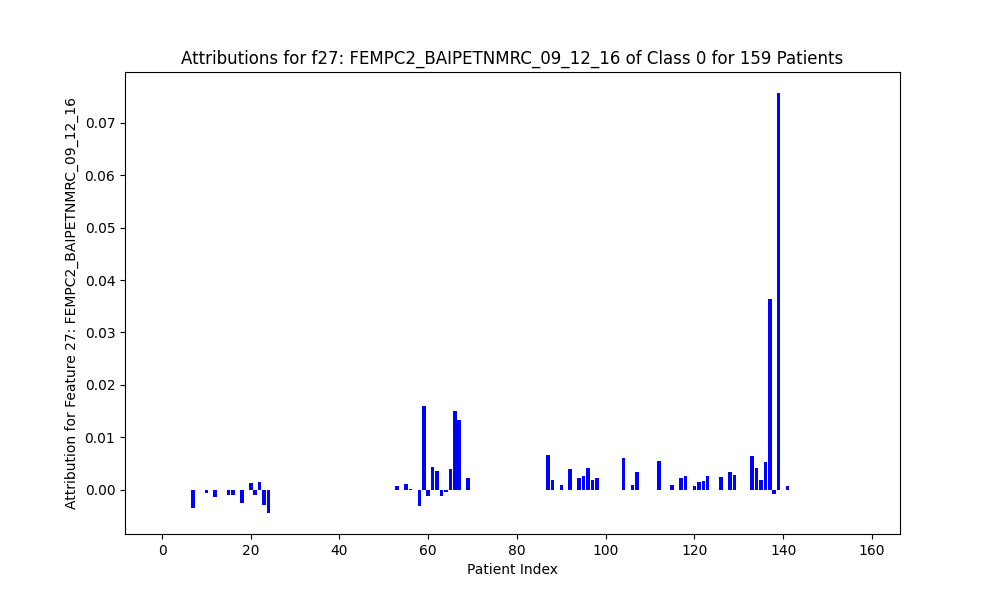 Attributions for f27: FEMPC2_BAIPETNMRC_09_12_16 of Class 0 for 159 Patients
Attribution for Feature 27: FEMPC2_BAIPETNMRC_09_12_16
0.07
0.06
0.05
0.04
0.03
0.02
0.01
0.00
0 20 40 60 80 100 120 140 160
Patient Index